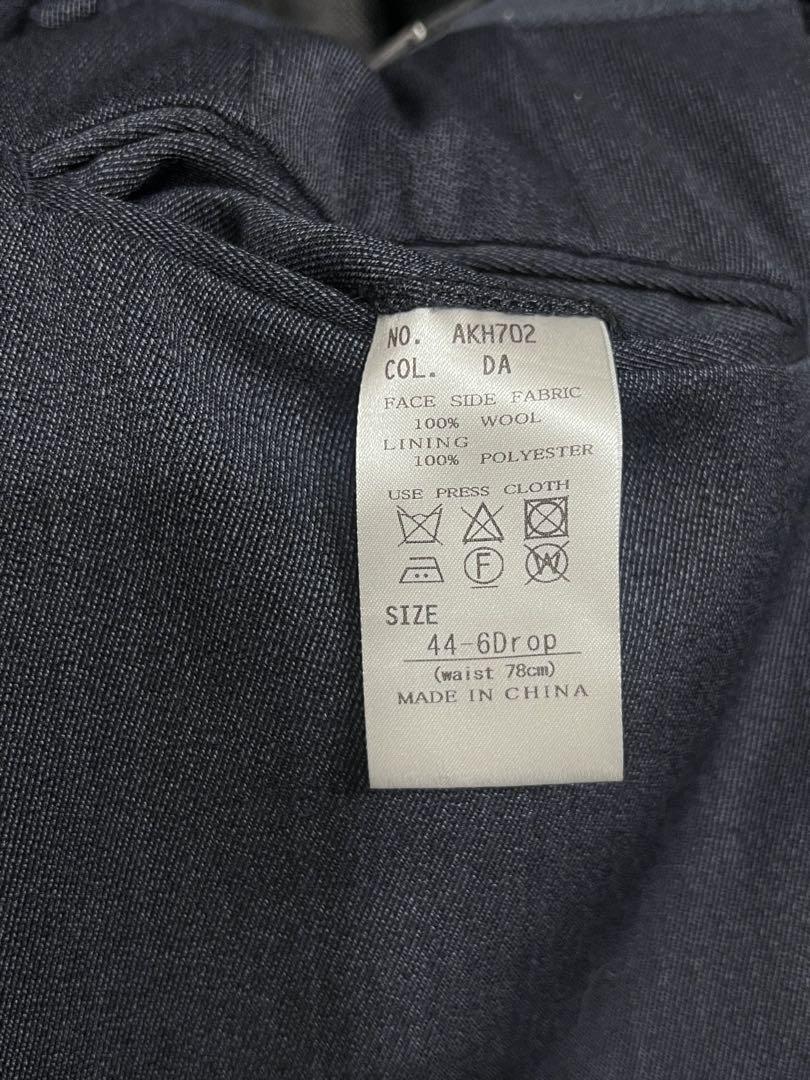 NO. AKH702
COL. DA
FACE SIDE FABRIC
100% WOOL
LINING
100% POLYESTER
USE PRESS CLOTH
F W
SIZE
44-6Drop
(waist 78cm)
MADE IN CHINA